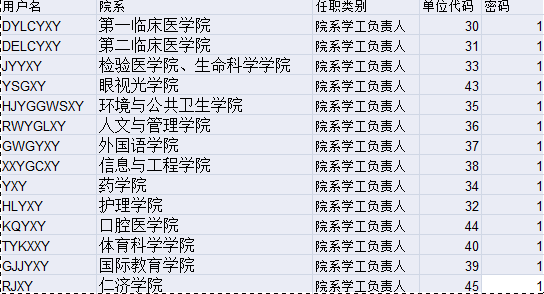 用户名 院系 任职类别 单位代码 密码
DYLCYXY 第一临床医学院 院系学工负责人 30 1
DELCYXY 第二临床医学院 院系学工负责人 31 1
JYYXY 检验医学院、生命科学学院 院系学工负责人 33 1
YSGXY 眼视光学院 院系学工负责人 43 1
HJYGGWSXY 环境与公共卫生学院 院系学工负责人 35 1
RWYGLXY 人文与管理学院 院系学工负责人 36 1
GWGYXY 外国语学院 院系学工负责人 37 1
XXYGCXY 信息与工程学院 院系学工负责人 38 1
YXY 药学院 院系学工负责人 34 1
HLYXY 护理学院 院系学工负责人 32 1
KQYXY 口腔医学院 院系学工负责人 44 1
TYKXXY 体育科学学院 院系学工负责人 40 1
GJJYXY 国际教育学院 院系学工负责人 39 1
RJXY 仁济学院 院系学工负责人 45 1